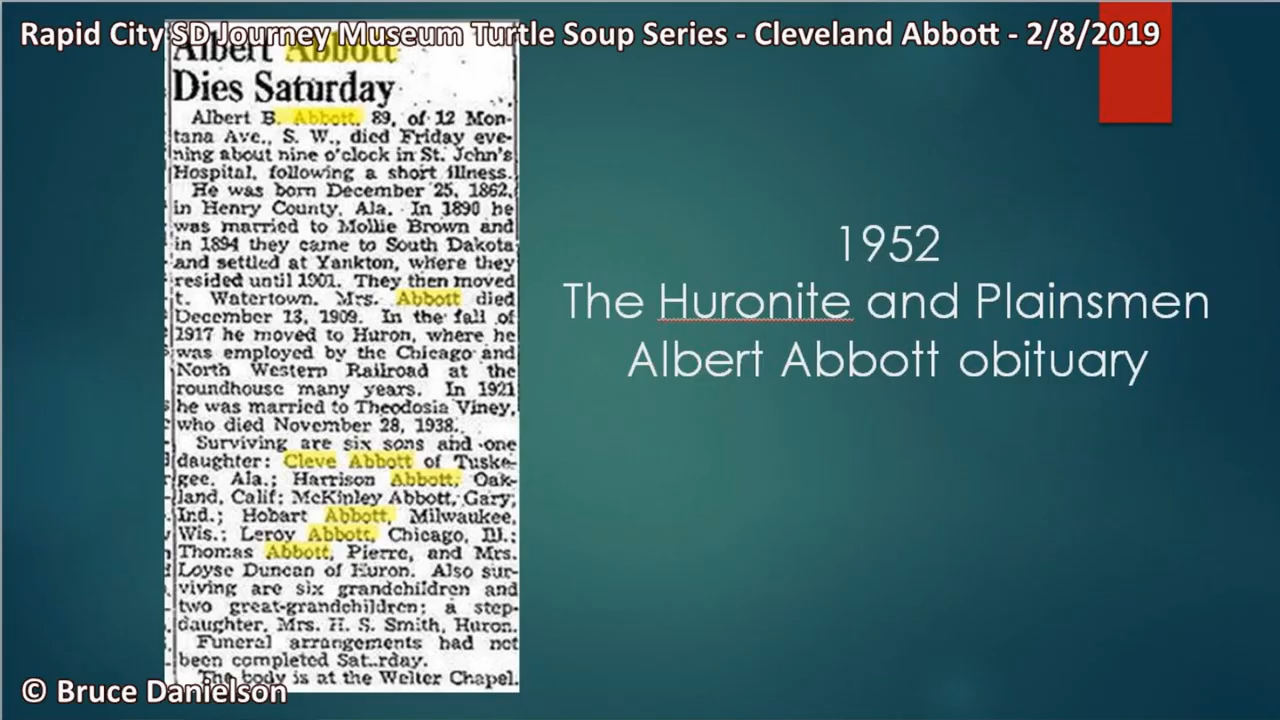 Rapid City SD Journey Museum Turtle Soup Series - Cleveland Abbott - 2/8/2019
Albert Abbott
Dies Saturday
Albert B. Abbott, 89, of 12 Mon-
tana Ave., S. W., died Friday eve-
ning about nine o'clock in St. John's
Hospital, following a short illness.
He was born December 25, 1862,
in Henry County, Ala. In 1890 he
was married to Mollie Brown and
in 1894 they came to South Dakota
and settled at Yankton, where they
resided until 1901. They then moved
t. Watertown. Mrs. Abbott died
December 13, 1909. In the fall of
1917 he moved to Huron, where he
was employed by the Chicago and
North Western Railroad at the
roundhouse many years. In 1921
he was married to Theodosia Viney,
who died November 28, 1938.
Surviving are six sons and one
daughter: Cleve Abbott of Tuske-
gee, Ala.; Harrison Abbott, Oak-
land, Calif; McKinley Abbott, Gary,
Ind.; Hobart Abbott, Milwaukee,
Wis.; Leroy Abbott, Chicago, Ill.;
Thomas Abbott, Pierre, and Mrs.
Loyse Duncan of Huron. Also sur-
viving are six grandchildren and
two great-grandchildren; a step-
daughter, Mrs. H. S. Smith, Huron.
Funeral arrangements had not
been completed Sat..rday.
The body is at the Welter Chapel.
1952
The Huronite and Plainsmen
Albert Abbott obituary
© Bruce Danielson